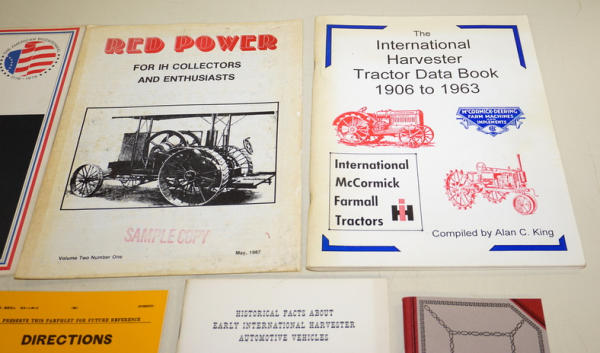 RED POWER
FOR IH COLLECTORS
AND ENTHUSIASTS
SAMPLE COPY
Volume Two Number One
May, 1987
The
International
Harvester
Tractor Data Book
1906 to 1963
McCORMICK-DEERING
FARM MACHINES
IMPLEMENTS
International
McCormick
Farmall
Tractors
IH
Compiled by Alan C. King
PRESERVE THIS PAMPHLET FOR FUTURE REFERENCE
DIRECTIONS
HISTORICAL FACTS ABOUT
EARLY INTERNATIONAL HARVESTER
AUTOMOTIVE VEHICLES